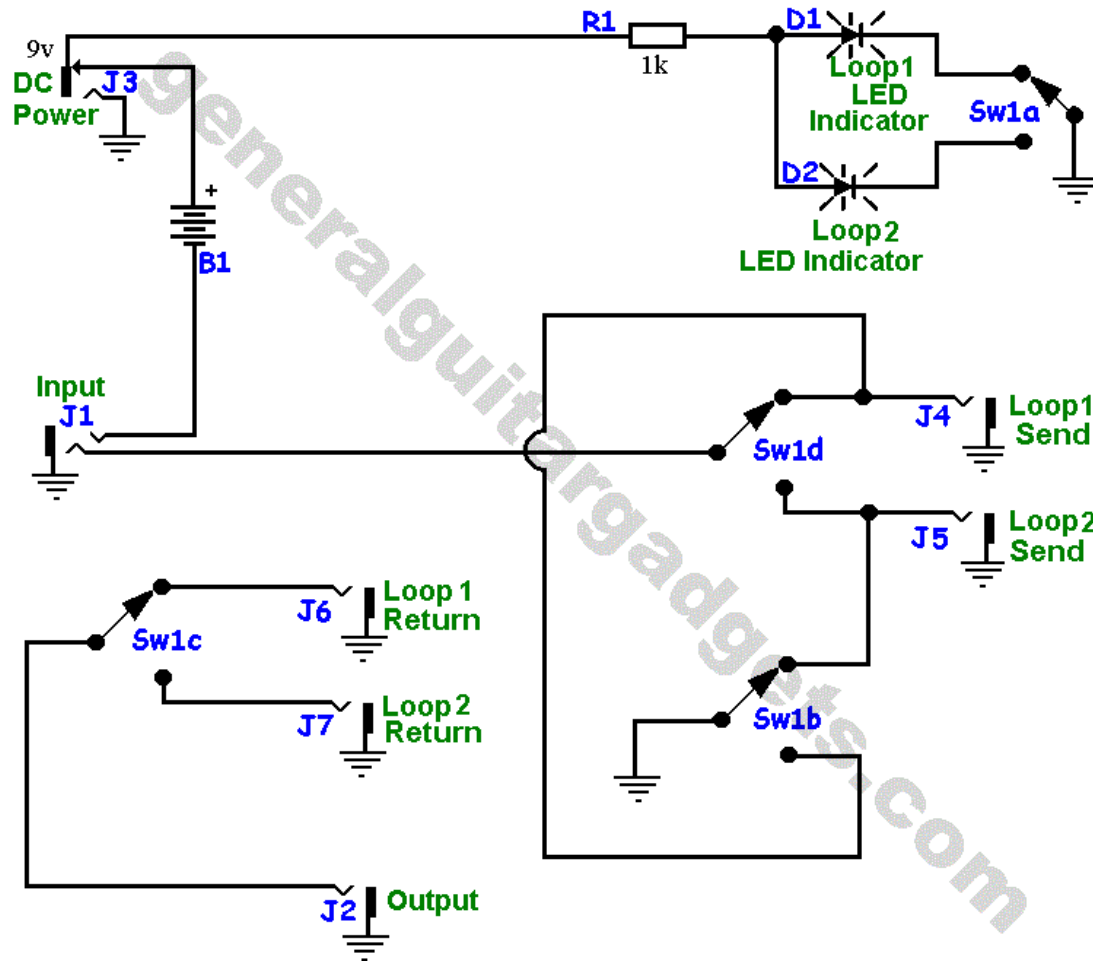 9v
DC
Power
J3
R1
1k
D1
Loop1
LED
Indicator
Sw1a
D2
Loop2
LED Indicator
+
B1
Input
J1
Sw1d
J4
Loop1
Send
J5
Loop2
Send
Sw1c
J6
Loop 1
Return
J7
Loop 2
Return
Sw1b
J2
Output
generalguitargadgets.com